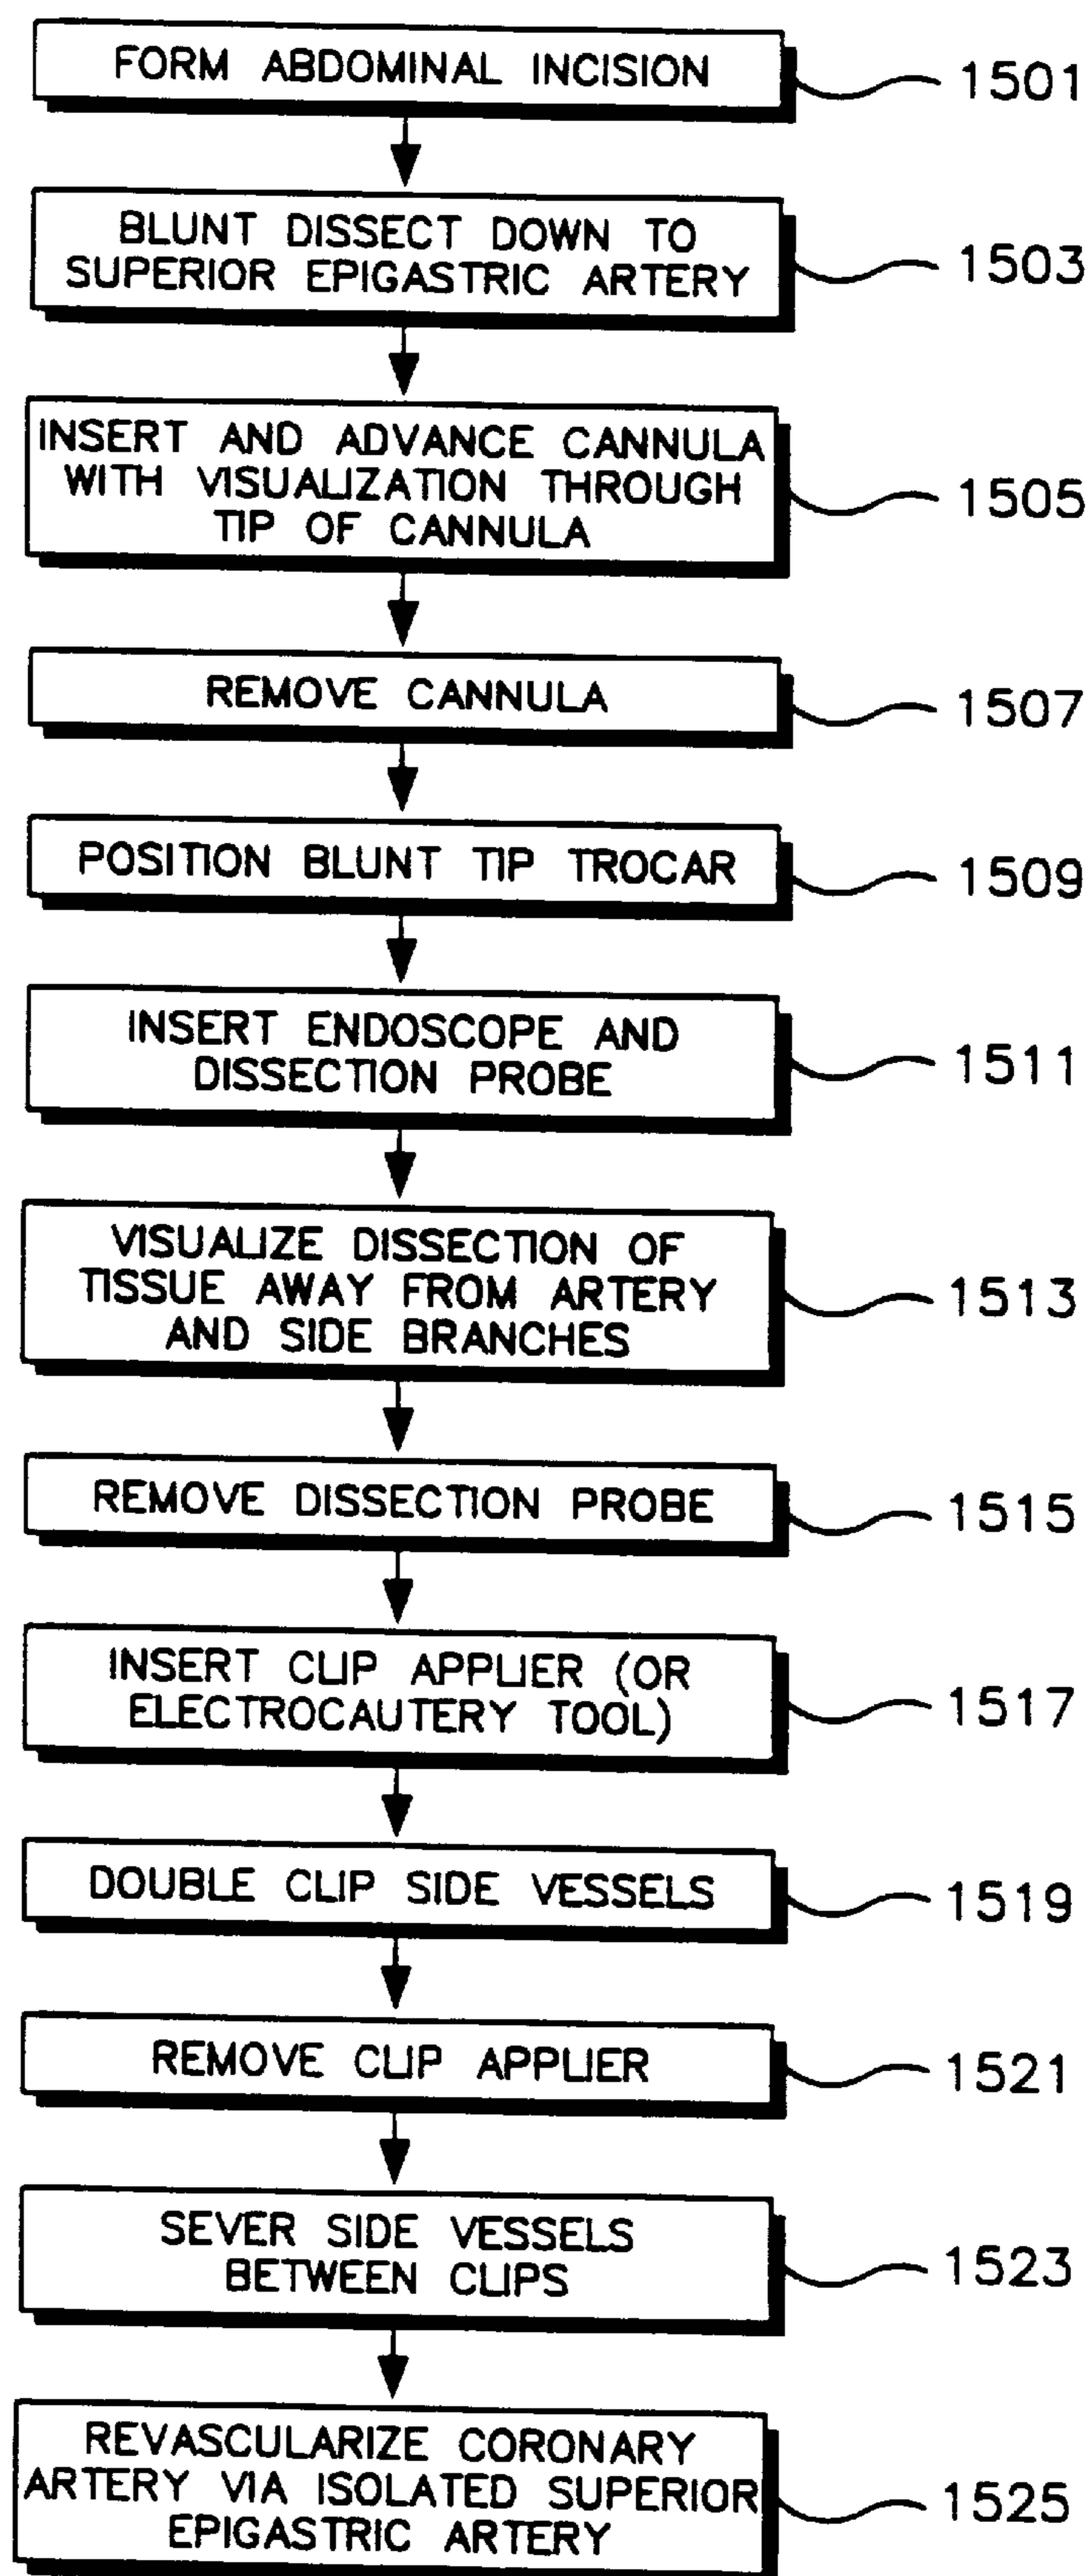 FORM ABDOMINAL INCISION
1501
BLUNT DISSECT DOWN TO
SUPERIOR EPIGASTRIC ARTERY
1503
INSERT AND ADVANCE CANNULA
WITH VISUALIZATION THROUGH
TIP OF CANNULA
1505
REMOVE CANNULA
1507
POSITION BLUNT TIP TROCAR
1509
INSERT ENDOSCOPE AND
DISSECTION PROBE
1511
VISUALIZE DISSECTION OF
TISSUE AWAY FROM ARTERY
AND SIDE BRANCHES
1513
REMOVE DISSECTION PROBE
1515
INSERT CLIP APPLIER (OR
ELECTROCAUTERY TOOL)
1517
DOUBLE CLIP SIDE VESSELS
1519
REMOVE CLIP APPLIER
1521
SEVER SIDE VESSELS
BETWEEN CLIPS
1523
REVASCULARIZE CORONARY
ARTERY VIA ISOLATED SUPERIOR
EPIGASTRIC ARTERY
1525